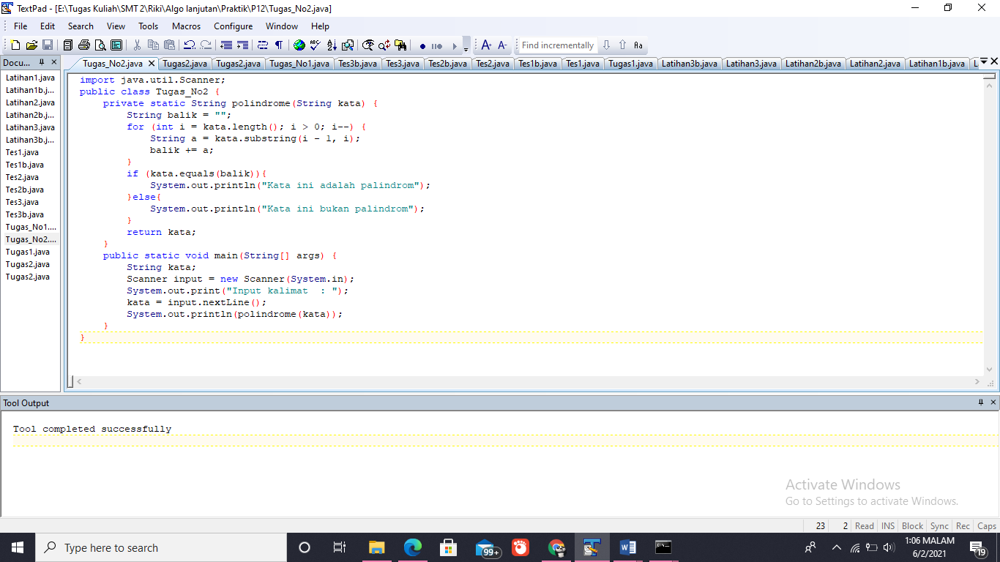 TextPad - [E:\Tugas Kuliah\SMT 2\Riki\Algo lanjutan\Praktik\P12\Tugas_No2.java]
File Edit Search View Tools Macros Configure Window Help
Find incrementally
Docu...
Tugas_No2.java Tugas2.java Tugas2.java Tugas_No1.java Tes3b.java Tes3.java Tes2b.java Tes2.java Tes1b.java Tes1.java Tugas1.java Latihan3b.java Latihan3.java Latihan2b.java Latihan2.java Latihan1b.java L
Latihan1.java
Latihan1b.j...
Latihan2.java
Latihan2b.j...
Latihan3.java
Latihan3b.j...
Tes1.java
Tes1b.java
Tes2.java
Tes2b.java
Tes3.java
Tes3b.java
Tugas_No1....
Tugas_No2....
Tugas1.java
Tugas2.java
Tugas2.java
import java.util.Scanner;
public class Tugas_No2 {
    private static String polindrome(String kata) {
        String balik = "";
        for (int i = kata.length(); i > 0; i--) {
            String a = kata.substring(i - 1, i);
            balik += a;
        }
        if (kata.equals(balik)){
            System.out.println("Kata ini adalah palindrom");
        }else{
            System.out.println("Kata ini bukan palindrom");
        }
        return kata;
    }
    public static void main(String[] args) {
        String kata;
        Scanner input = new Scanner(System.in);
        System.out.print("Input kalimat  : ");
        kata = input.nextLine();
        System.out.println(polindrome(kata));
    }
}
Tool Output
Tool completed successfully
Activate Windows
Go to Settings to activate Windows.
23 2 Read INS Block Sync Rec Caps
Type here to search
99+
1:06 MALAM
6/2/2021
19